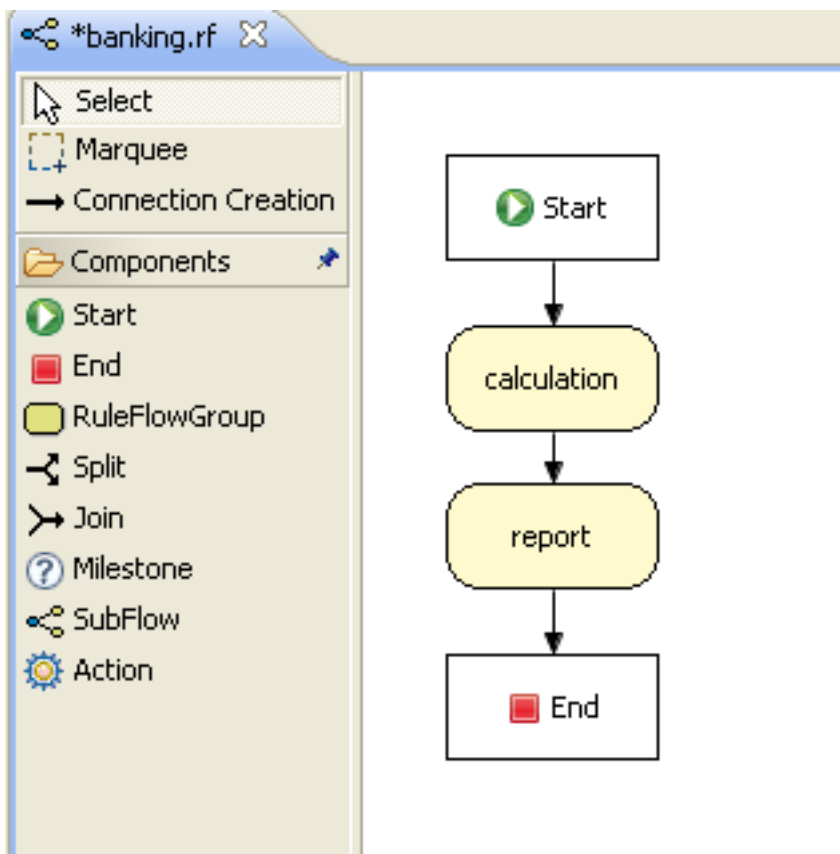 *banking.rf
Select
Marquee
Connection Creation
Components
Start
End
RuleFlowGroup
Split
Join
Milestone
SubFlow
Action
Start
calculation
report
End